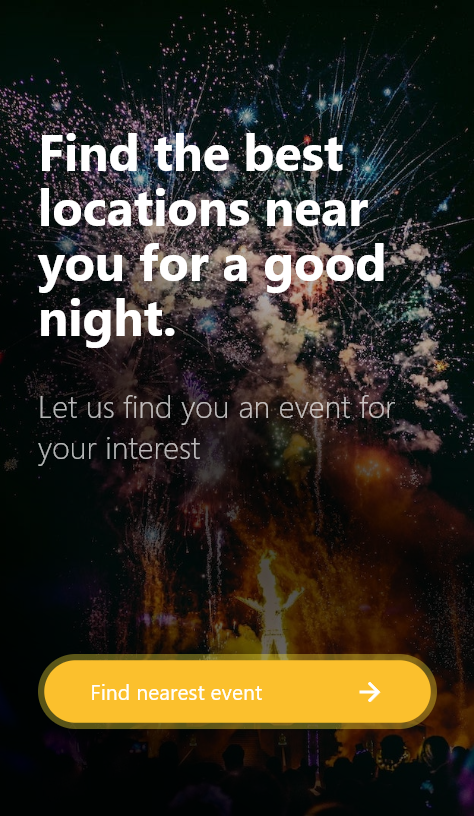 Find the best
locations near
you for a good
night.
Let us find you an event for
your interest
Find nearest event